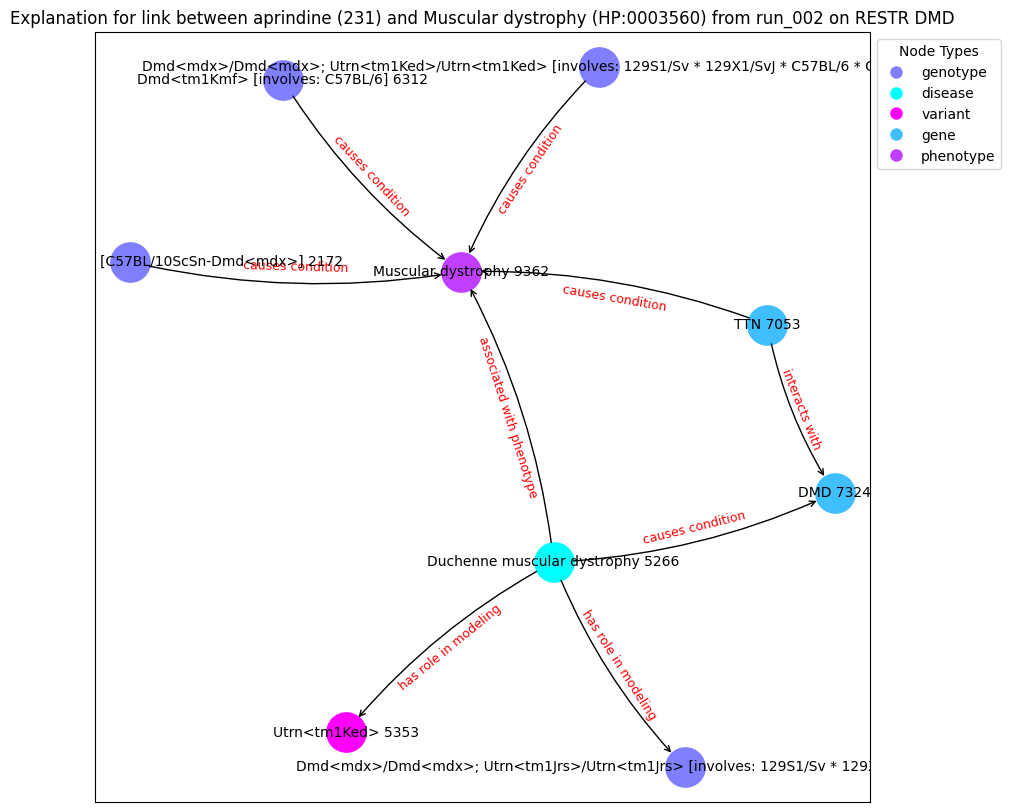 Explanation for link between aprindine (231) and Muscular dystrophy (HP:0003560) from run_002 on RESTR DMD
Node Types
genotype
disease
variant
gene
phenotype
Dmd<mdx>/Dmd<mdx>; Utrn<tm1Ked>/Utrn<tm1Ked> [involves: 129S1/Sv * 129X1/SvJ * C57BL/6 * C
Dmd<tm1Kmf> [involves: C57BL/6] 6312
causes condition
causes condition
[C57BL/10ScSn-Dmd<mdx>] 2172
causes condition
Muscular dystrophy 9362
causes condition
TTN 7053
associated with phenotype
interacts with
DMD 7324
causes condition
Duchenne muscular dystrophy 5266
has role in modeling
has role in modeling
Utrn<tm1Ked> 5353
Dmd<mdx>/Dmd<mdx>; Utrn<tm1Jrs>/Utrn<tm1Jrs> [involves: 129S1/Sv * 129